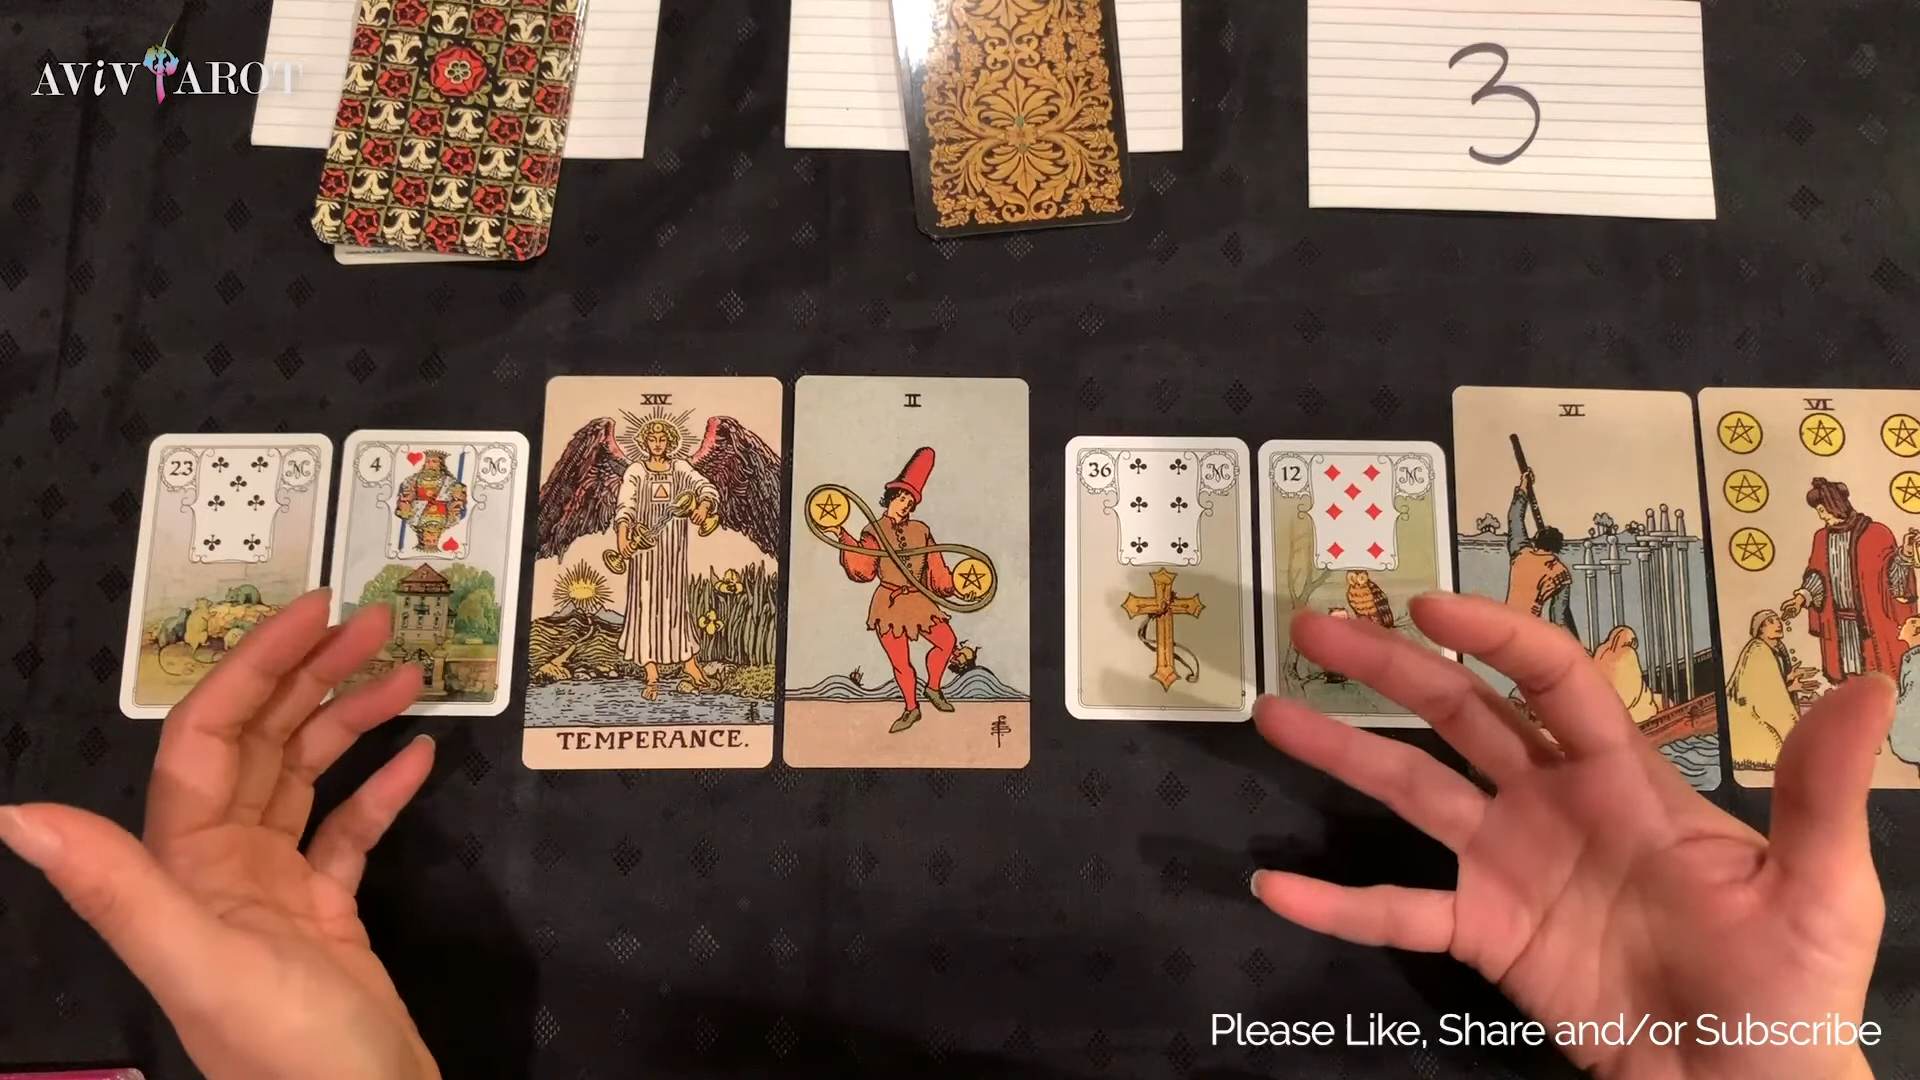 AViV TAROT
3
XIV
II
VI
VI
23
M
4
M
36
M
12
M
TEMPERANCE.
Please Like, Share and/or Subscribe